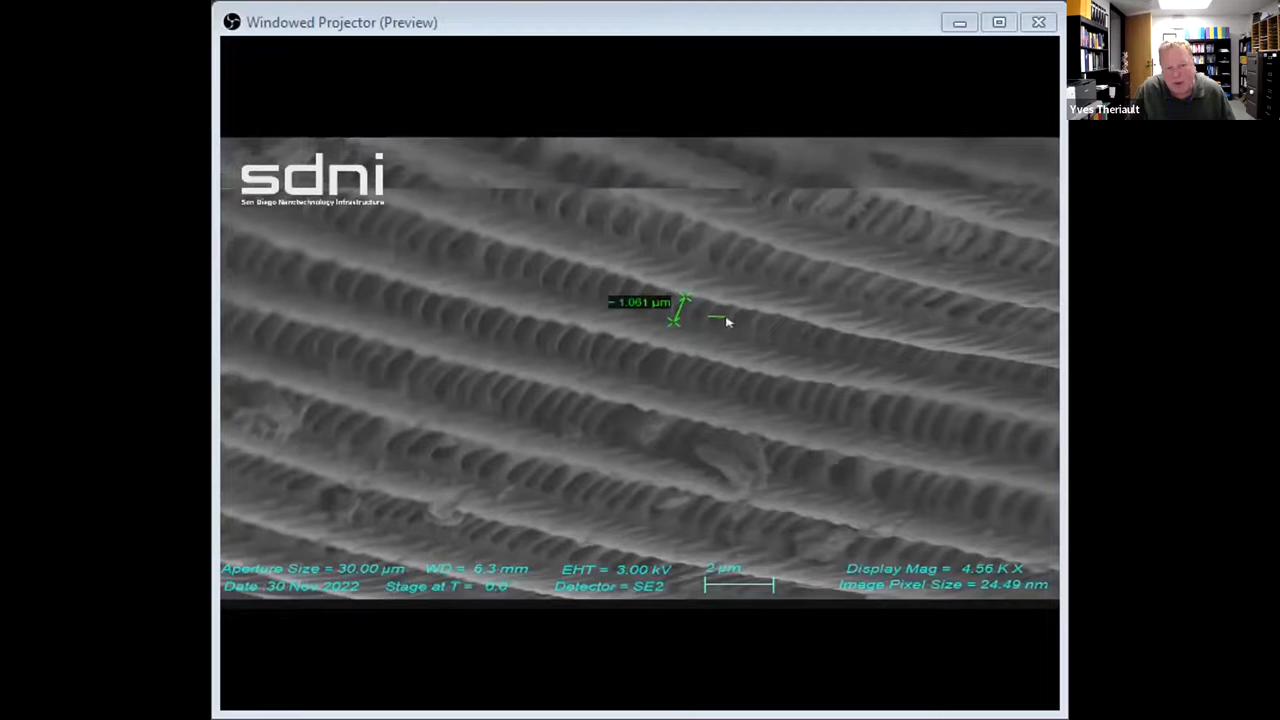 Windowed Projector (Preview)
Yves Theriault
sdni
San Diego Nanotechnology Infrastructure
1.061 µm
Aperture Size = 30.00 µm WD = 6.3 mm EHT = 3.00 kV 2 µm Display Mag = 4.56 K X
Date :30 Nov 2022 Stage at T = 0.0° Detector = SE2 Image Pixel Size = 24.49 nm